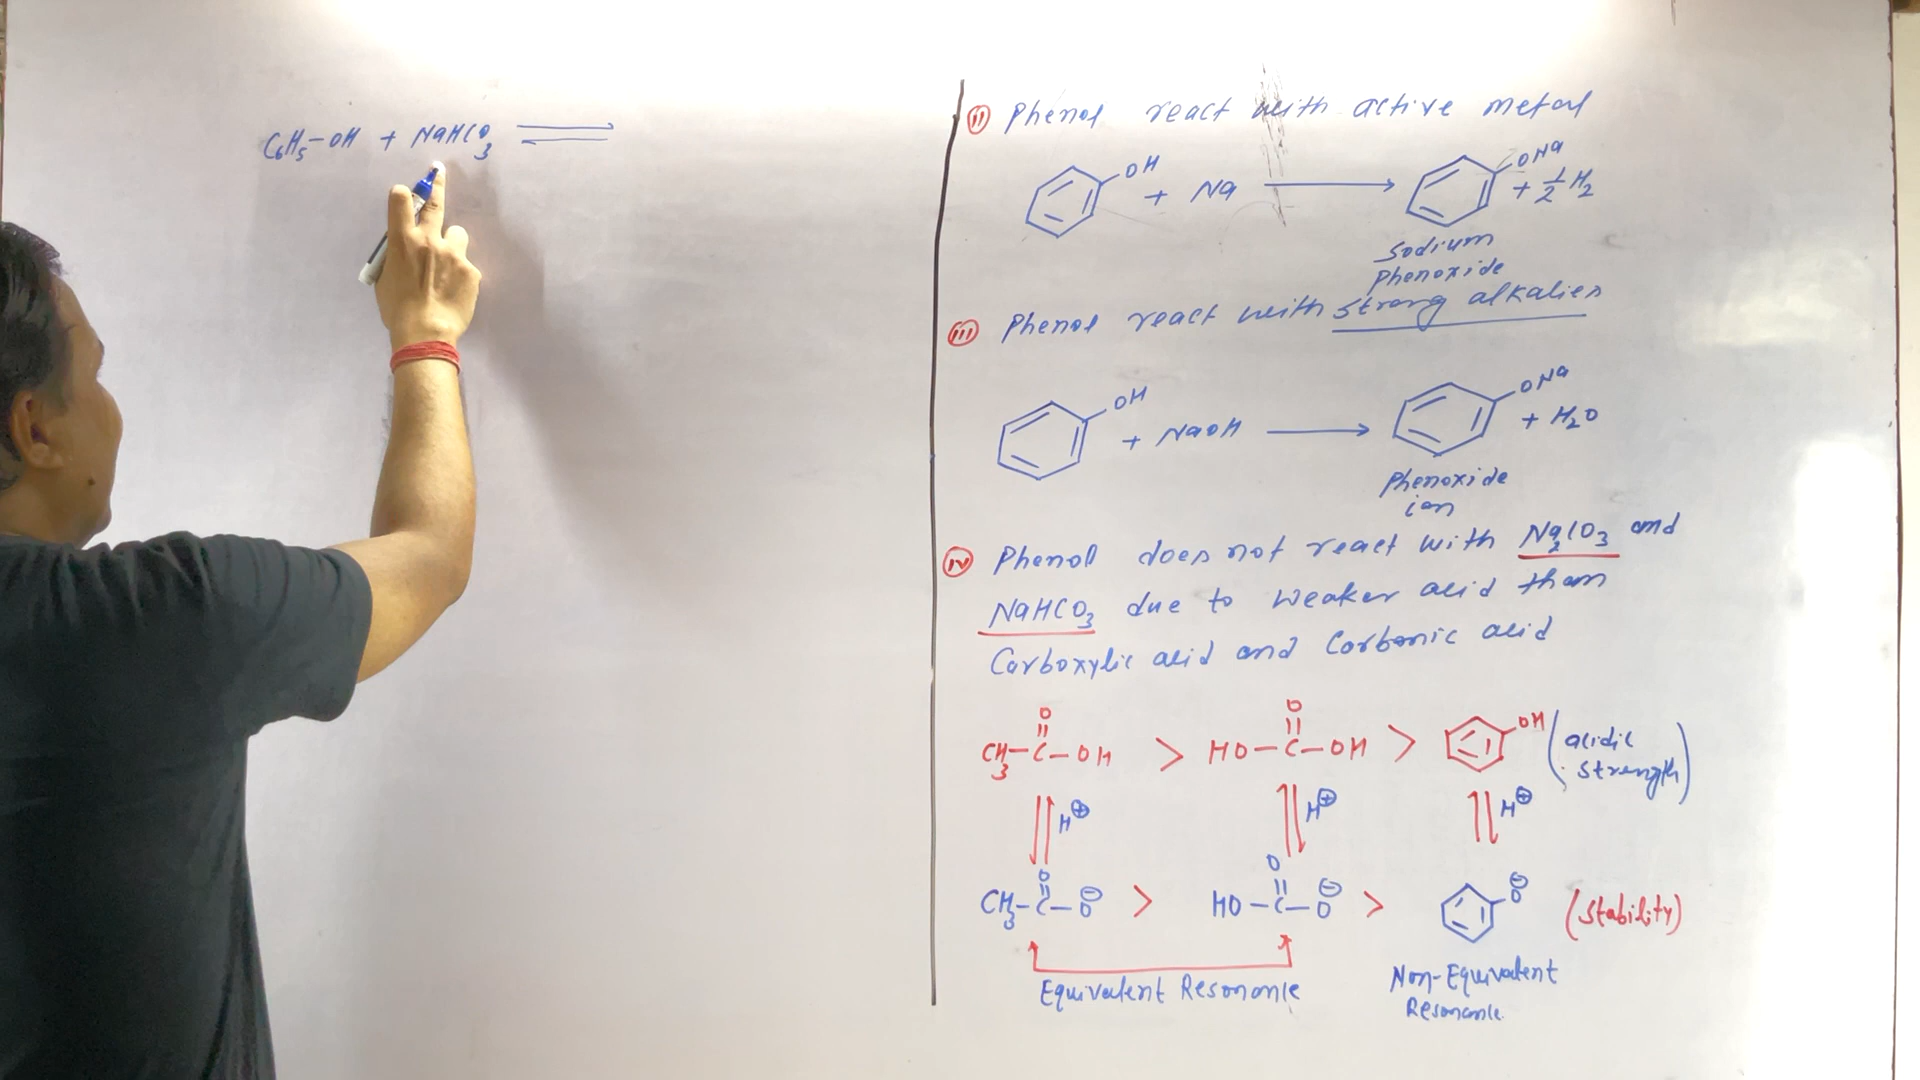 C6H5-OH + NaHCO3 ⇌
(ii) Phenol react with active metal
OH + Na → ONa + 1/2 H2
Sodium
Phenoxide
(iii) Phenol react with strong alkalies
OH + NaOH → ONa + H2O
Phenoxide
ion
(iv) Phenol does not react with Na2CO3 and
NaHCO3 due to weaker acid than
Carboxylic acid and Carbonic acid
CH3-C(=O)-OH > HO-C(=O)-OH > OH (acidic
strength)
⇌ H⊕ ⇌ H⊕ ⇌ H⊕
CH3-C(=O)-O⊖ > HO-C(=O)-O⊖ > O⊖ (Stability)
Equivalent Resonance
Non-Equivalent
Resonance.